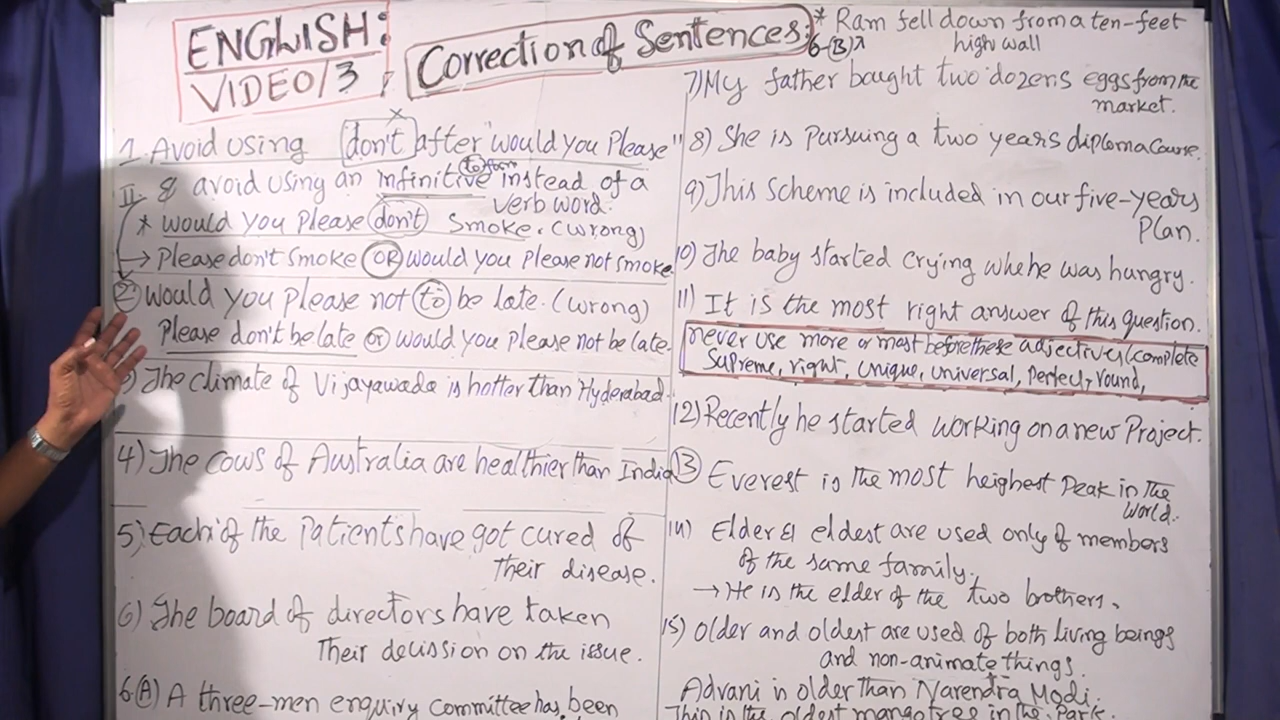 ENGLISH:
VIDEO/3
Correction of Sentences:
1. Avoid using don't after "would you Please"
II & avoid using an infinitive instead of a
to form
verb word.
* would you Please don't smoke. (wrong)
→ Please don't smoke OR would you Please not smoke
2) would you please not to be late. (wrong)
Please don't be late or would you please not be late
3) The climate of Vijayawada is hotter than Hyderabad.
4) The cows of Australia are healthier than India
5) Each of the Patients have got cured of
their disease.
6) The board of directors have taken
Their decission on the issue.
6(A) A three-men enquiry committee has been
* Ram fell down from a ten-feet
6-(B)
high wall
7) My father bought two dozens eggs from the
market.
8) She is Pursuing a two years diploma course.
9) This scheme is included in our five-years
Plan.
10) The baby started crying whehe was hungry.
11) It is the most right answer of this question.
never use more or most before these adjectives (complete
Supreme, right, unique, universal, perfect, round,
12) Recently he started working on a new Project.
13 Everest is the most heighest Peak in the
world.
14) Elder & eldest are used only of members
of the same family.
→ He is the elder of the two brothers.
15) older and oldest are used of both living beings
and non-animate things.
Advani is older than Narendra Modi.
This is the oldest mango tree in the Park.